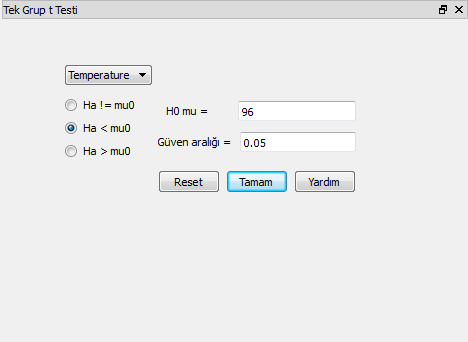 Tek Grup t Testi
Temperature
Ha != mu0
Ha < mu0
Ha > mu0
H0 mu =
96
Güven aralığı =
0.05
Reset
Tamam
Yardım